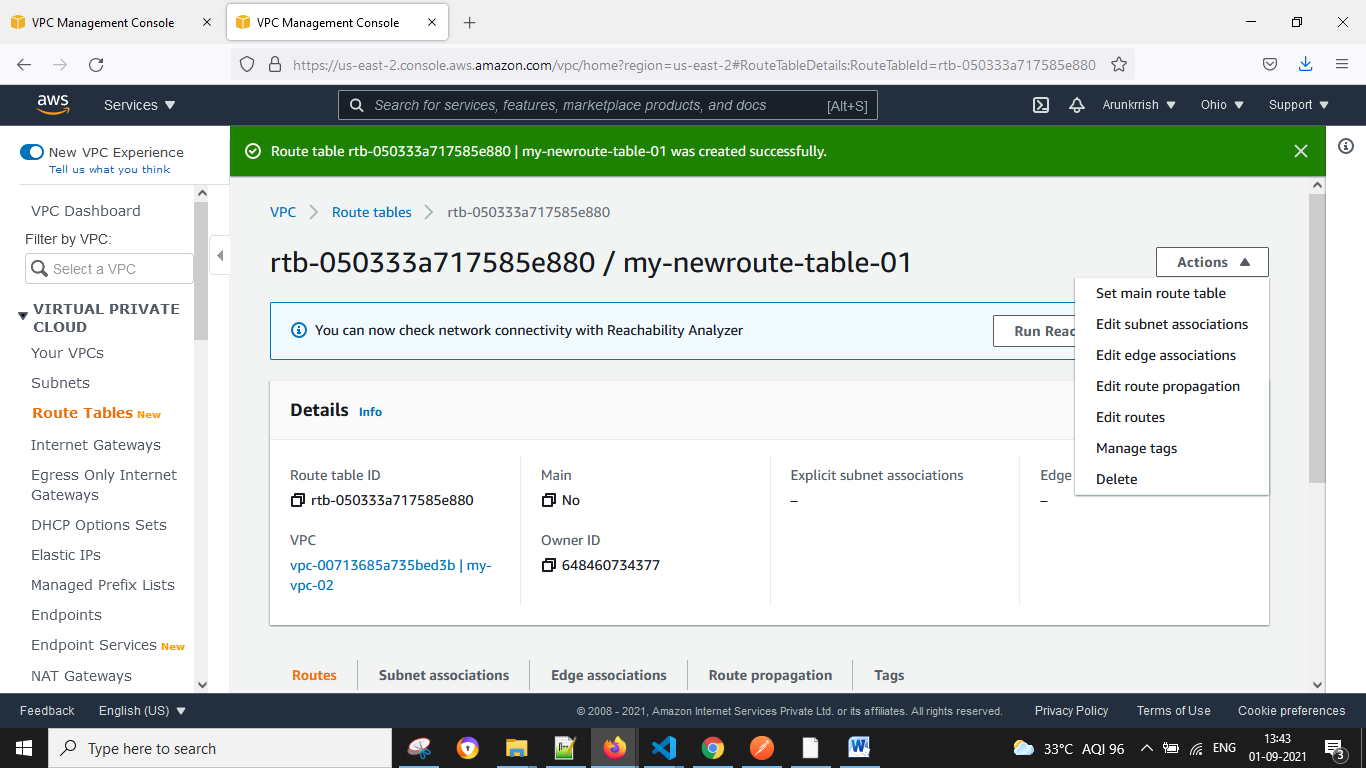 VPC Management Console
VPC Management Console
https://us-east-2.console.aws.amazon.com/vpc/home?region=us-east-2#RouteTableDetails:RouteTableId=rtb-050333a717585e880
aws
Services
Search for services, features, marketplace products, and docs
[Alt+S]
Arunkrrish
Ohio
Support
New VPC Experience
Tell us what you think
VPC Dashboard
Filter by VPC:
Select a VPC
VIRTUAL PRIVATE
CLOUD
Your VPCs
Subnets
Route Tables New
Internet Gateways
Egress Only Internet
Gateways
DHCP Options Sets
Elastic IPs
Managed Prefix Lists
Endpoints
Endpoint Services New
NAT Gateways
Route table rtb-050333a717585e880 | my-newroute-table-01 was created successfully.
VPC
Route tables
rtb-050333a717585e880
rtb-050333a717585e880 / my-newroute-table-01
Actions
Set main route table
Edit subnet associations
Edit edge associations
Edit route propagation
Edit routes
Manage tags
Delete
You can now check network connectivity with Reachability Analyzer
Run Reac
Details Info
Route table ID
rtb-050333a717585e880
Main
No
Explicit subnet associations
–
Edge
–
VPC
vpc-00713685a735bed3b | my-
vpc-02
Owner ID
648460734377
Routes
Subnet associations
Edge associations
Route propagation
Tags
Feedback
English (US)
© 2008 - 2021, Amazon Internet Services Private Ltd. or its affiliates. All rights reserved.
Privacy Policy
Terms of Use
Cookie preferences
Type here to search
33°C AQI 96
ENG
13:43
01-09-2021
3